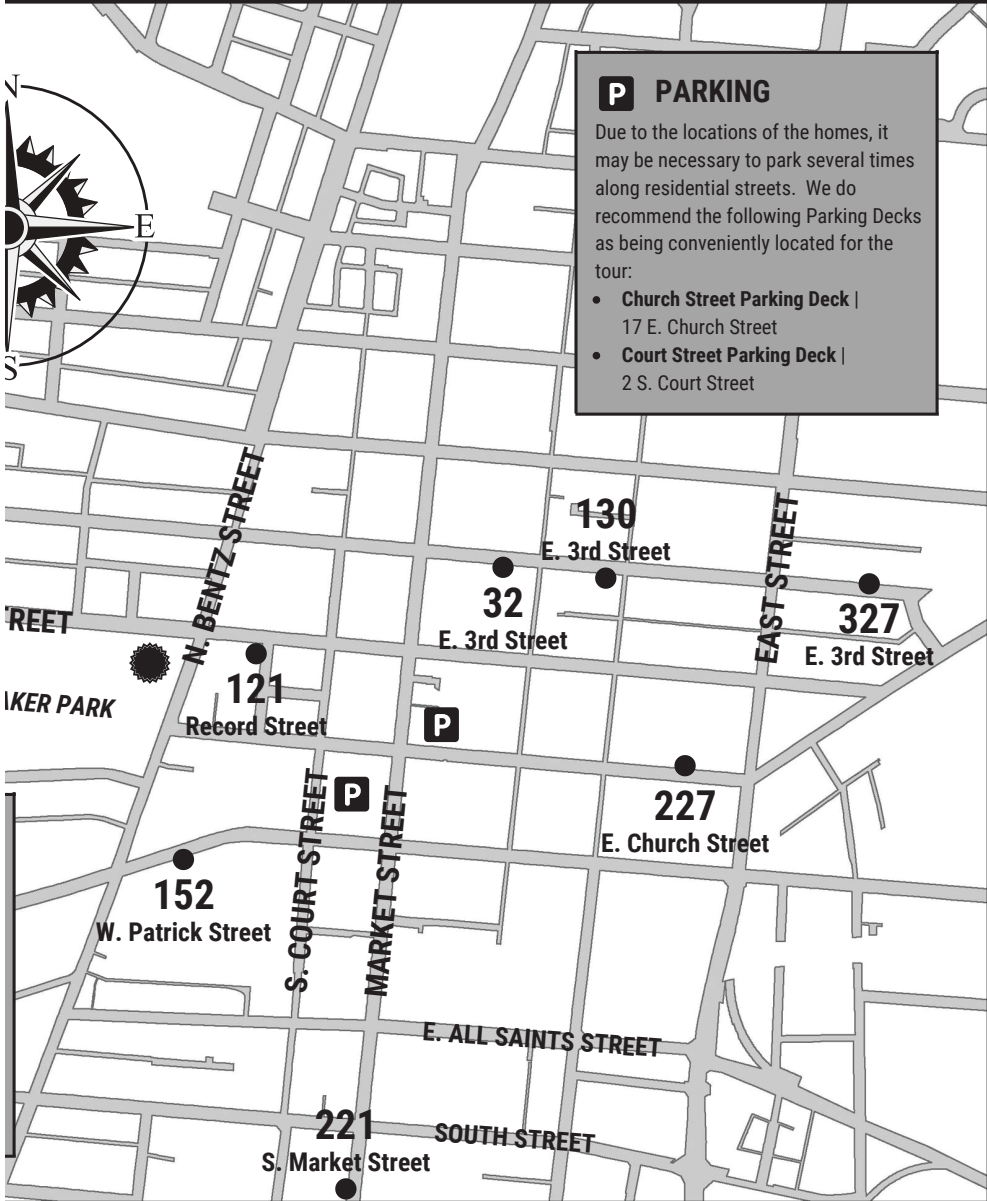 N
E
S
P PARKING
Due to the locations of the homes, it
may be necessary to park several times
along residential streets. We do
recommend the following Parking Decks
as being conveniently located for the
tour:
• Church Street Parking Deck |
17 E. Church Street
• Court Street Parking Deck |
2 S. Court Street
N. BENTZ STREET
130
E. 3rd Street
EAST STREET
32
E. 3rd Street
327
E. 3rd Street
TREET
AKER PARK
121
Record Street
P
P
S. COURT STREET
MARKET STREET
227
E. Church Street
152
W. Patrick Street
E. ALL SAINTS STREET
221
S. Market Street
SOUTH STREET